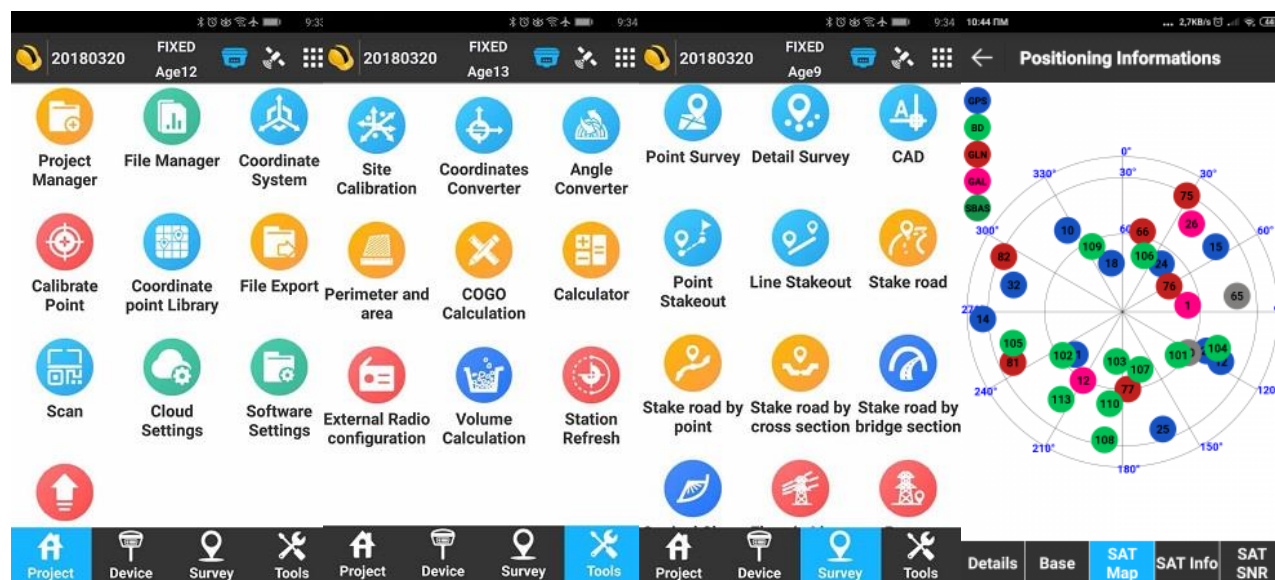 9:33
20180320
FIXED
Age12
Project
Manager
File Manager
Coordinate
System
Calibrate
Point
Coordinate
point Library
File Export
Scan
Cloud
Settings
Software
Settings
Project
Device
Survey
Tools
9:34
20180320
FIXED
Age13
Site
Calibration
Coordinates
Converter
Angle
Converter
Perimeter and
area
COGO
Calculation
Calculator
External Radio
configuration
Volume
Calculation
Station
Refresh
Project
Device
Survey
Tools
9:34
20180320
FIXED
Age9
Point Survey
Detail Survey
CAD
Point
Stakeout
Line Stakeout
Stake road
Stake road by
point
Stake road by
cross section
Stake road by
bridge section
Project
Device
Survey
Tools
10:44 ПМ
... 2,7KB/s
44
Positioning Informations
GPS
BD
GLN
GAL
SBAS
0°
330°
30°
30°
75
26
10
66
60
15
300°
60°
109
106
24
82
18
32
76
65
1
14
105
102
103
101
104
81
107
12
12
240°
77
120
113
110
108
25
210°
150°
180°
Details
Base
SAT
Map
SAT Info
SAT
SNR